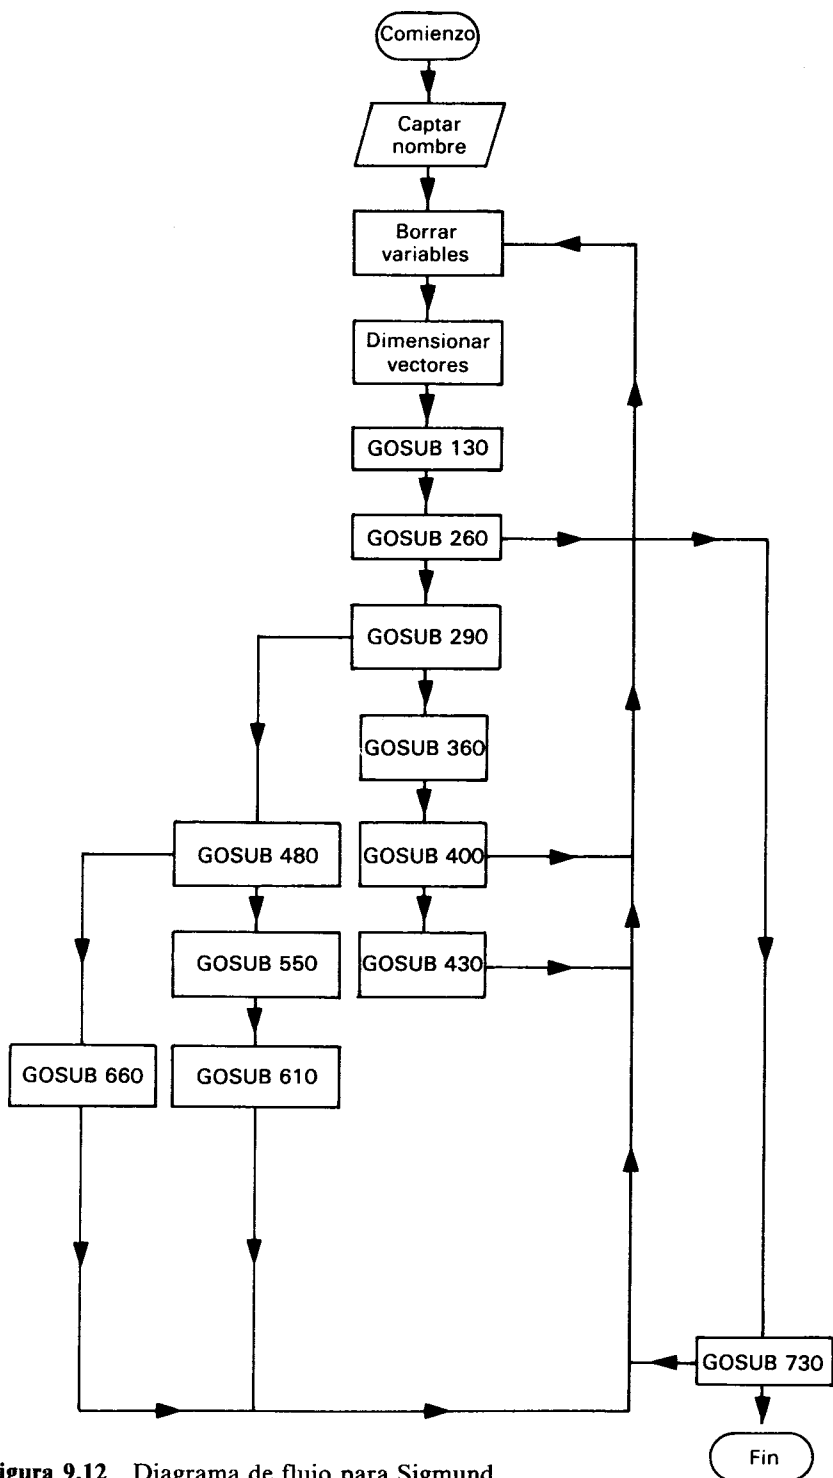 Comienzo
Captar
nombre
Borrar
variables
Dimensionar
vectores
GOSUB 130
GOSUB 260
GOSUB 290
GOSUB 360
GOSUB 480
GOSUB 400
GOSUB 550
GOSUB 430
GOSUB 660
GOSUB 610
GOSUB 730
Fin
igura 9.12 Diagrama de flujo para Sigmund